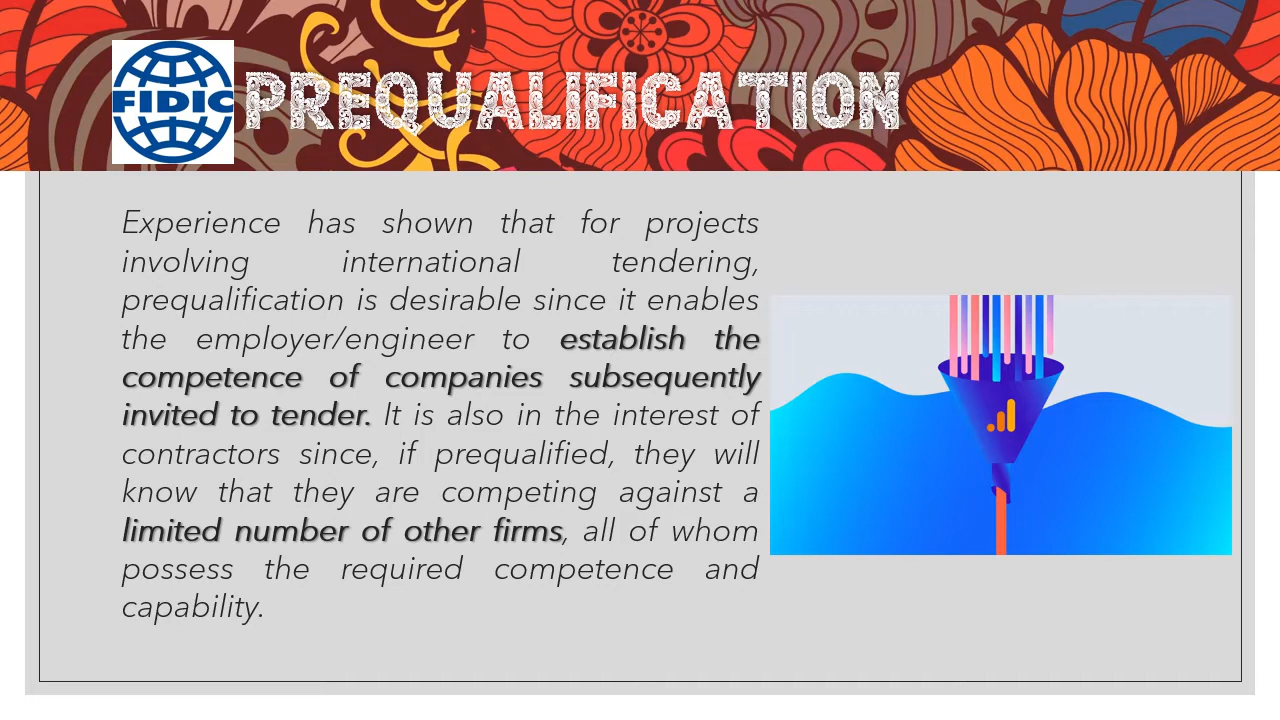 FIDIC
PREQUALIFICATION
Experience has shown that for projects
involving international tendering,
prequalification is desirable since it enables
the employer/engineer to establish the
competence of companies subsequently
invited to tender. It is also in the interest of
contractors since, if prequalified, they will
know that they are competing against a
limited number of other firms, all of whom
possess the required competence and
capability.